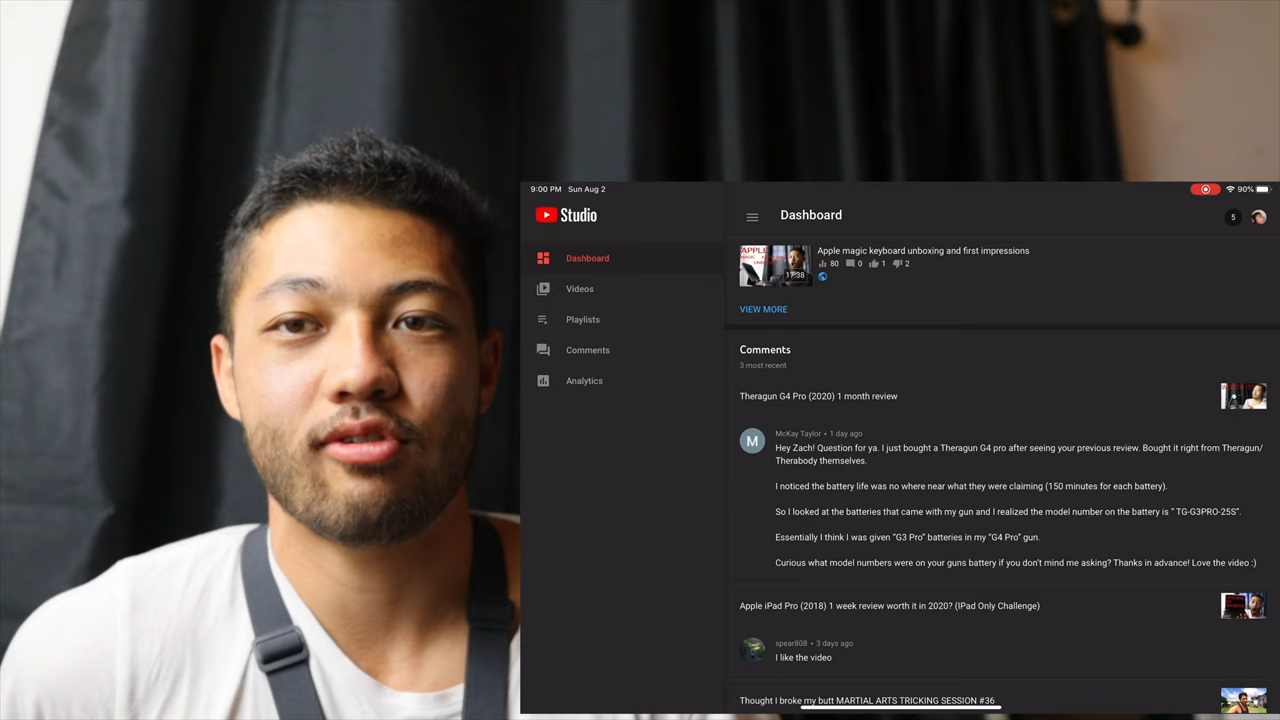 9:00 PM Sun Aug 2
90%
Studio
Dashboard
5
Dashboard
Videos
Playlists
Comments
Analytics
APPLE
17:38
Apple magic keyboard unboxing and first impressions
80 0 1 2
VIEW MORE
Comments
3 most recent
Theragun G4 Pro (2020) 1 month review
M
McKay Taylor • 1 day ago
Hey Zach! Question for ya. I just bought a Theragun G4 pro after seeing your previous review. Bought it right from Theragun/
Therabody themselves.
I noticed the battery life was no where near what they were claiming (150 minutes for each battery).
So I looked at the batteries that came with my gun and I realized the model number on the battery is “ TG-G3PRO-25S”.
Essentially I think I was given “G3 Pro” batteries in my “G4 Pro” gun.
Curious what model numbers were on your guns battery if you don’t mind me asking? Thanks in advance! Love the video :)
Apple iPad Pro (2018) 1 week review worth it in 2020? (IPad Only Challenge)
spear808 • 3 days ago
I like the video
Thought I broke my butt MARTIAL ARTS TRICKING SESSION #36